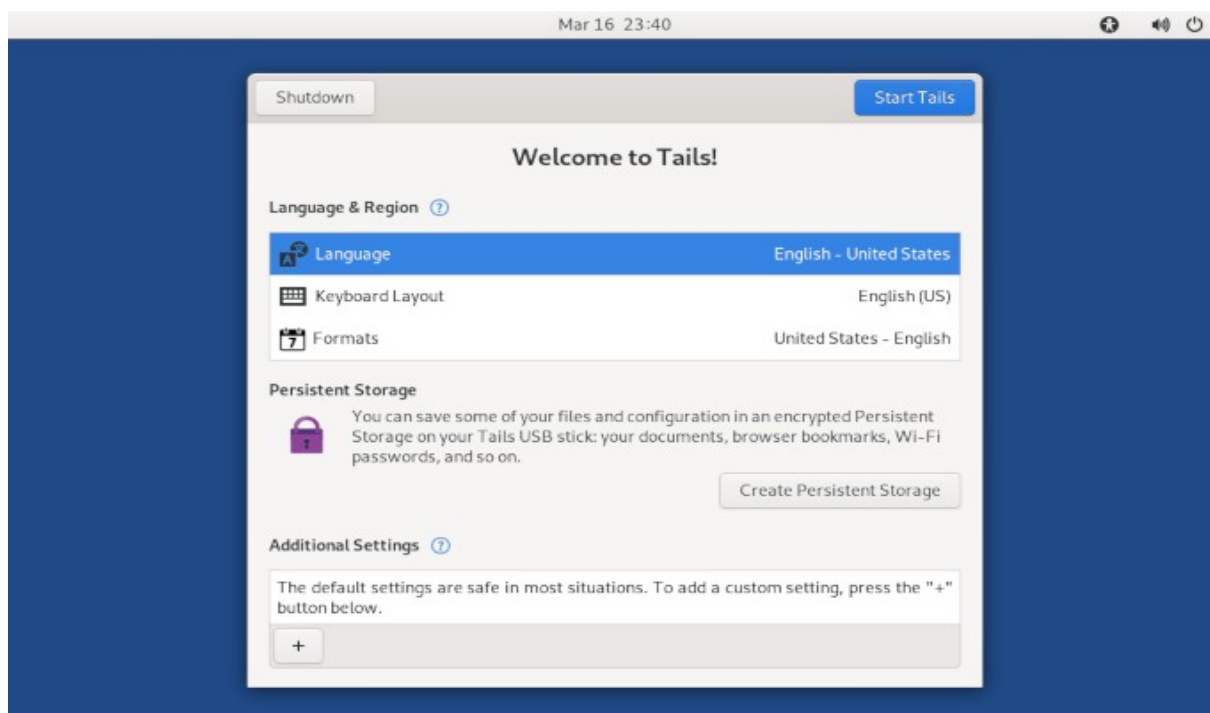 Mar 16 23:40
Shutdown
Start Tails
Welcome to Tails!
Language & Region ?
Language English - United States
Keyboard Layout English (US)
7 Formats United States - English
Persistent Storage
You can save some of your files and configuration in an encrypted Persistent
Storage on your Tails USB stick: your documents, browser bookmarks, Wi-Fi
passwords, and so on.
Create Persistent Storage
Additional Settings ?
The default settings are safe in most situations. To add a custom setting, press the "+"
button below.
+